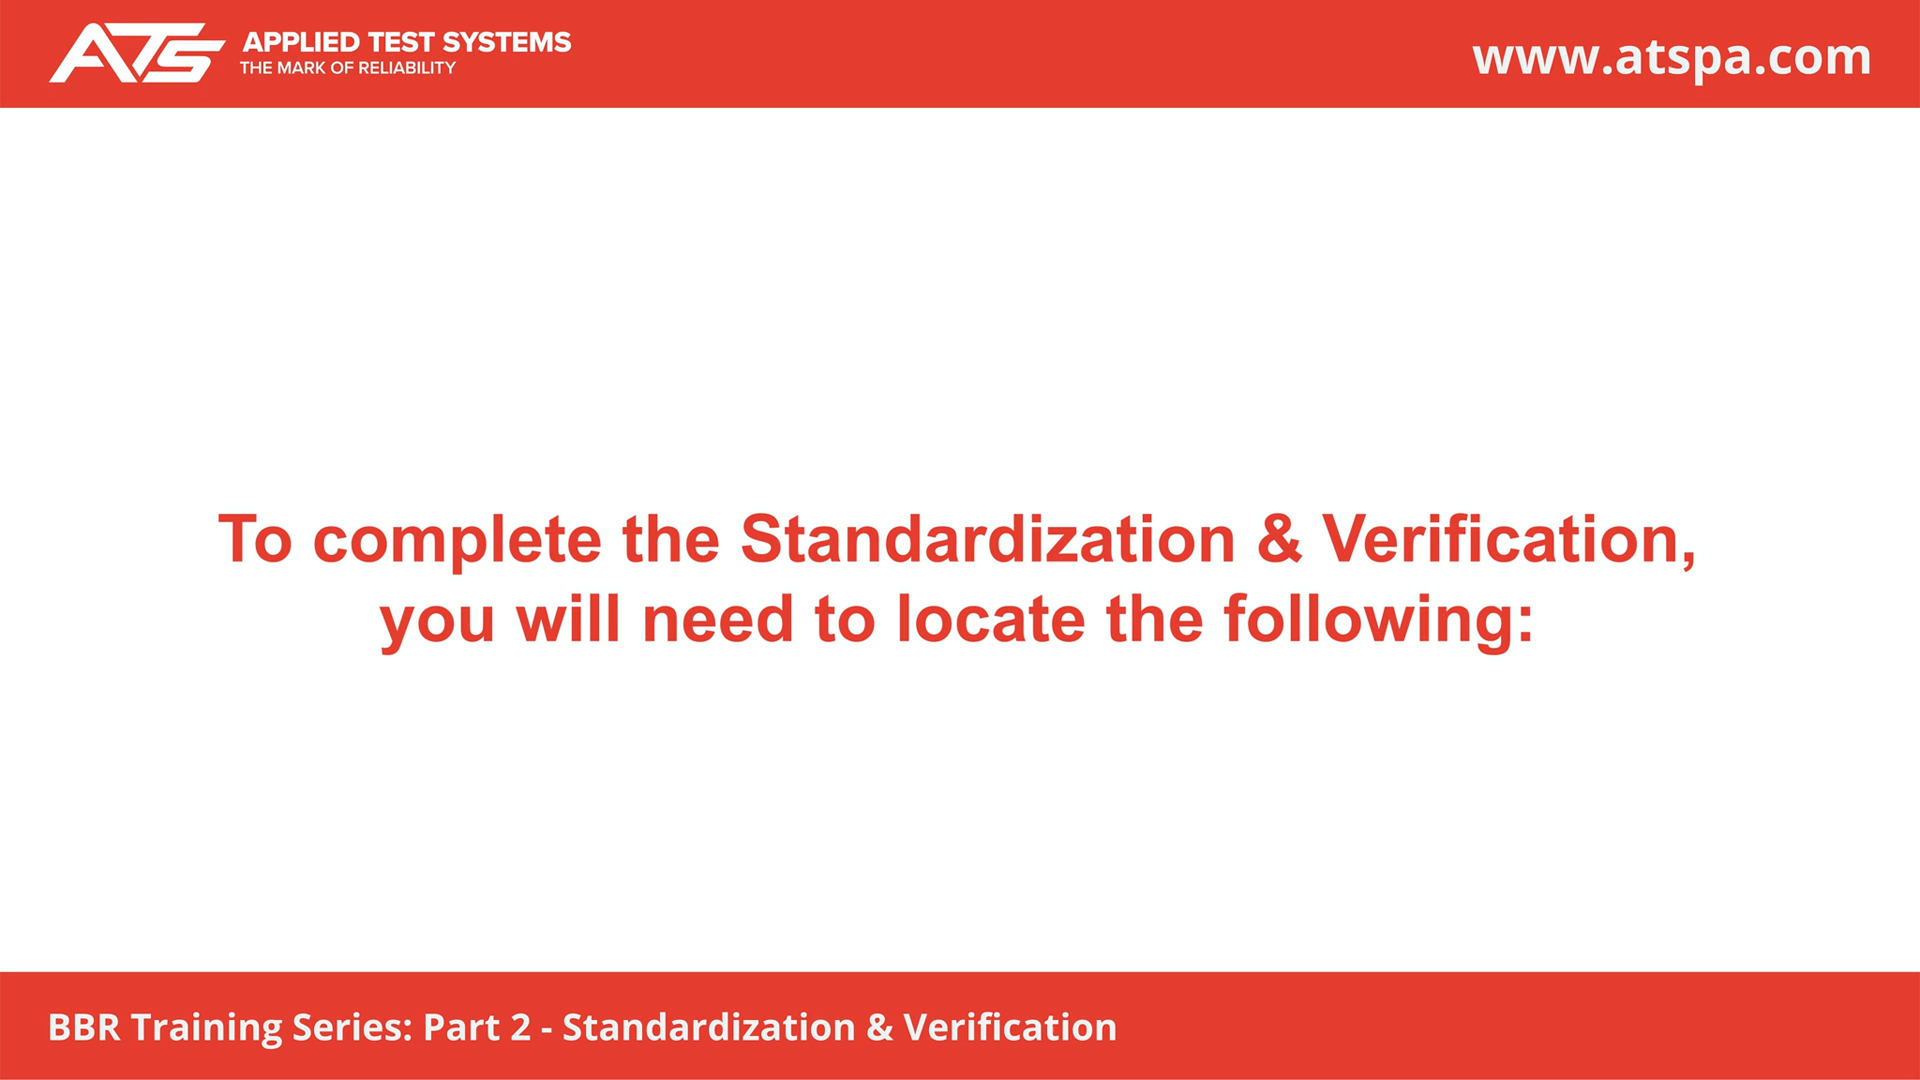 ATS APPLIED TEST SYSTEMS
THE MARK OF RELIABILITY
www.atspa.com
To complete the Standardization & Verification,
you will need to locate the following:
BBR Training Series: Part 2 - Standardization & Verification